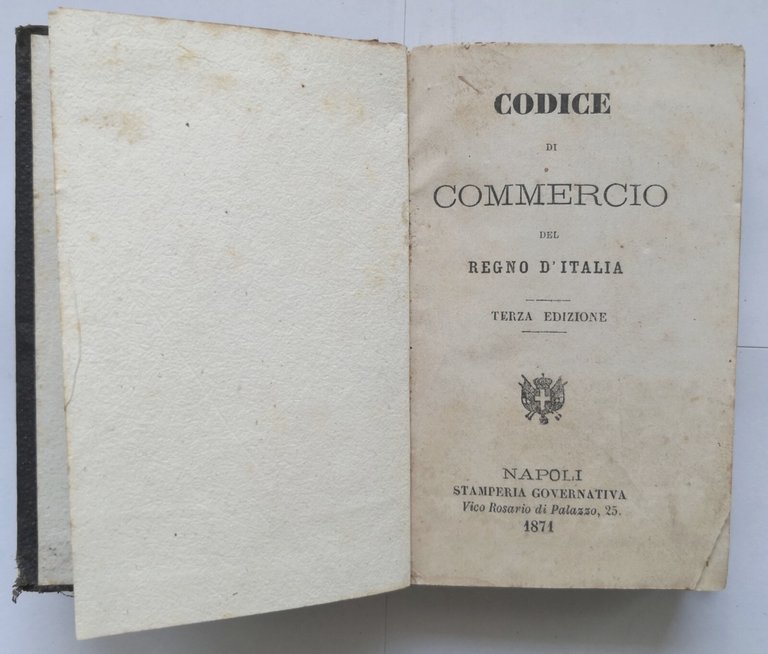 CODICE
DI
COMMERCIO
DEL
REGNO D'ITALIA
TERZA EDIZIONE
NAPOLI
STAMPERIA GOVERNATIVA
Vico Rosario di Palazzo, 25.
1871